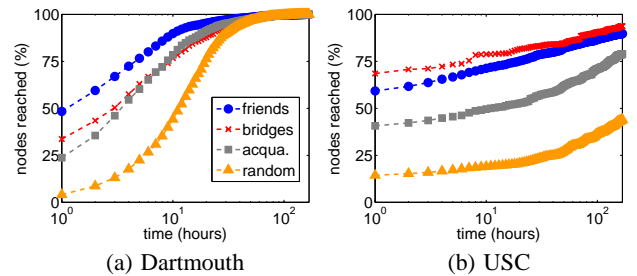 100
75
50
25
0
nodes reached (%)
friends
bridges
acqua.
random
10^0
10^1
10^2
time (hours)
(a) Dartmouth
100
75
50
25
0
nodes reached (%)
10^0
10^1
10^2
time (hours)
(b) USC